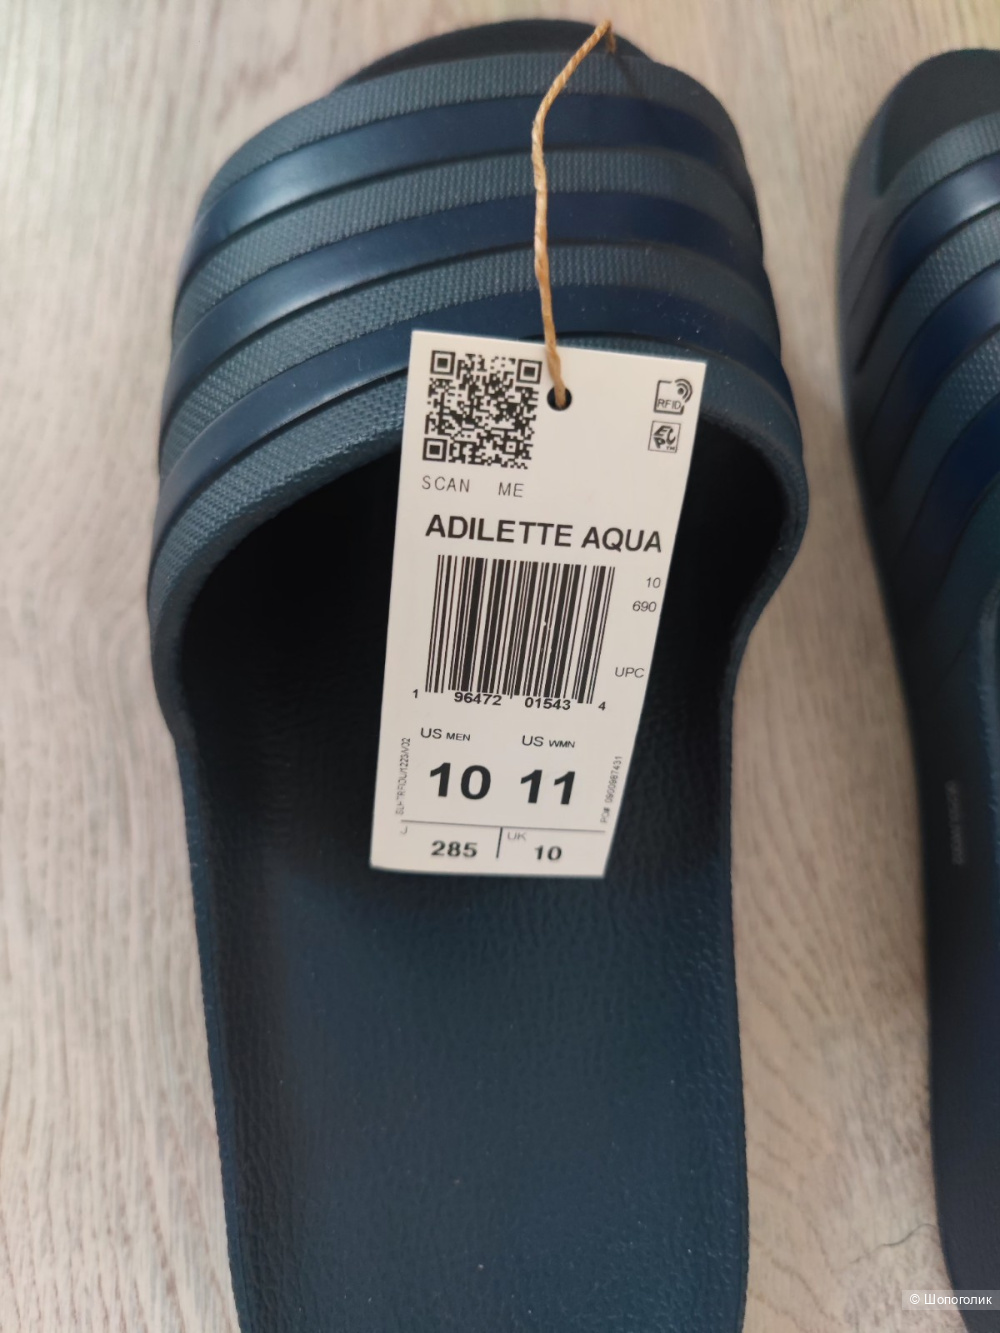 RFID
SCAN ME
ADILETTE AQUA
10
690
UPC
1 96472 01543 4
US MEN US WMN
10 11
285 UK 10
© Шопоголик